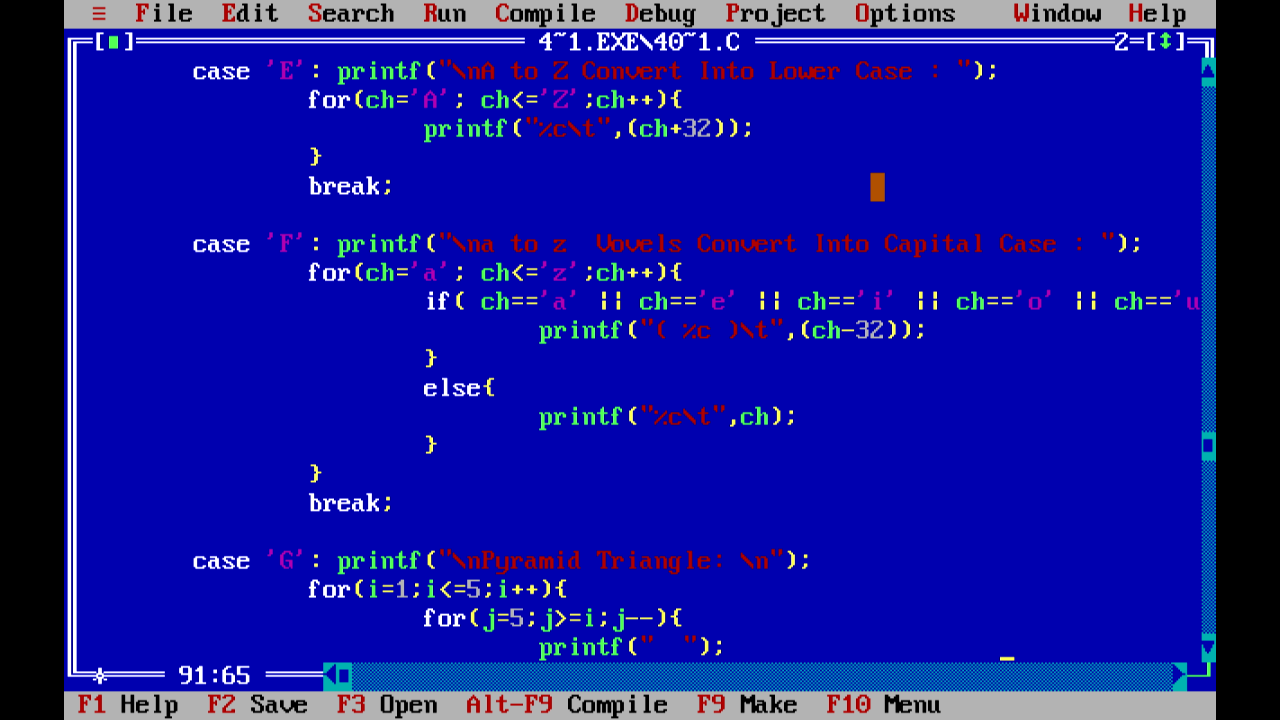 ≡ File Edit Search Run Compile Debug Project Options Window Help
[■] 4~1.EXE\40~1.C 2=[↕]
case 'E': printf("\nA to Z Convert Into Lower Case : ");
for(ch='A'; ch<='Z';ch++){
printf("%c\t",(ch+32));
}
break;
case 'F': printf("\na to z  Vovels Convert Into Capital Case : ");
for(ch='a'; ch<='z';ch++){
if( ch=='a' || ch=='e' || ch=='i' || ch=='o' || ch=='u
printf("( %c )\t",(ch-32));
}
else{
printf("%c\t",ch);
}
}
break;
case 'G': printf("\nPyramid Triangle: \n");
for(i=1;i<=5;i++){
for(j=5;j>=i;j--){
printf("  ");
91:65
F1 Help F2 Save F3 Open Alt-F9 Compile F9 Make F10 Menu